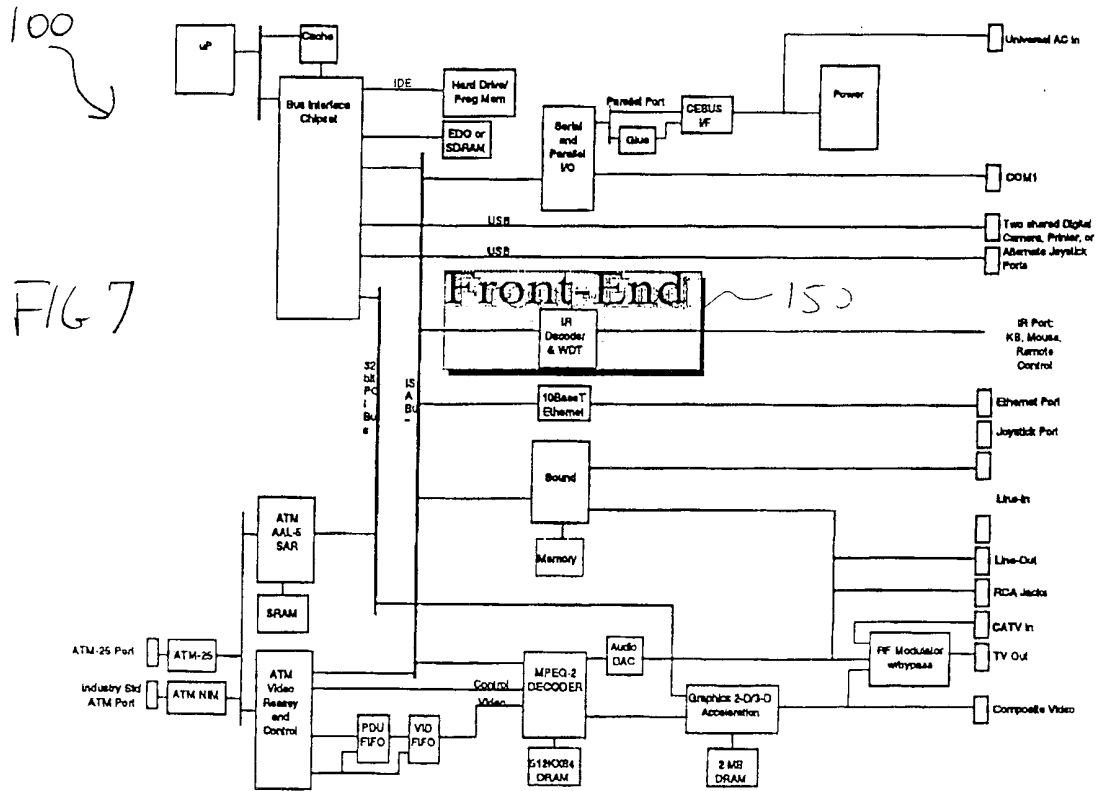 100
FIG 7
uP
Cache
Bus Interface
Chipset
IDE
Hard Drive/
Prog Mem
EDO or
SDRAM
Serial
and
Parallel
I/O
Parallel Port
Glue
CEBUS
I/F
Power
Universal AC In
COM1
USB
Two shared Digital
Camera, Printer, or
Alternate Joystick
Ports
USB
Front-End
150
IR
Decoder
& WDT
IR Port:
KB, Mouse,
Remote
Control
32
bit
PC
I
Bu
s
IS
A
Bu
10BaseT
Ethernet
Ethernet Port
Joystick Port
Sound
Memory
Line-In
Line-Out
RCA Jacks
CATV In
TV Out
Composite Video
ATM
AAL-5
SAR
SRAM
ATM-25 Port
ATM-25
Industry Std
ATM Port
ATM NIM
ATM
Video
Reassy
and
Control
PDU
FIFO
VID
FIFO
Control
Video
MPEG-2
DECODER
512KX64
DRAM
Audio
DAC
Graphics 2-D/3-D
Acceleration
2 MB
DRAM
RF Modulator
w/bypass